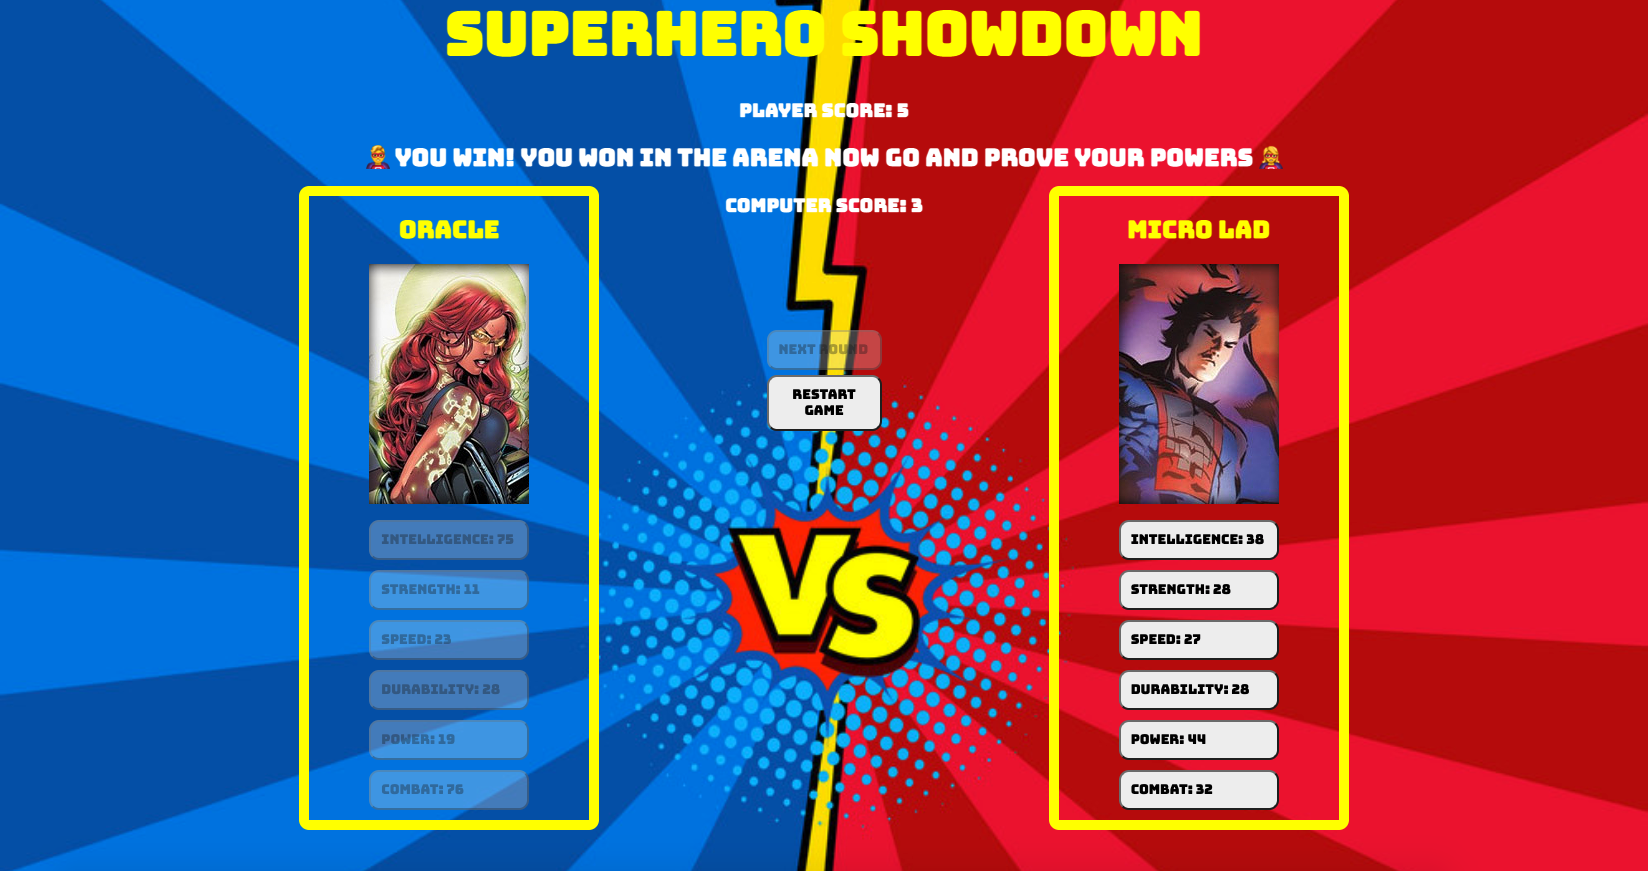 SUPERHERO SHOWDOWN
PLAYER SCORE: 5
YOU WIN! YOU WON IN THE ARENA NOW GO AND PROVE YOUR POWERS
COMPUTER SCORE: 3
ORACLE
INTELLIGENCE: 75
STRENGTH: 11
SPEED: 23
DURABILITY: 28
POWER: 19
COMBAT: 76
NEXT ROUND
RESTART
GAME
VS
MICRO LAD
INTELLIGENCE: 38
STRENGTH: 28
SPEED: 27
DURABILITY: 28
POWER: 44
COMBAT: 32